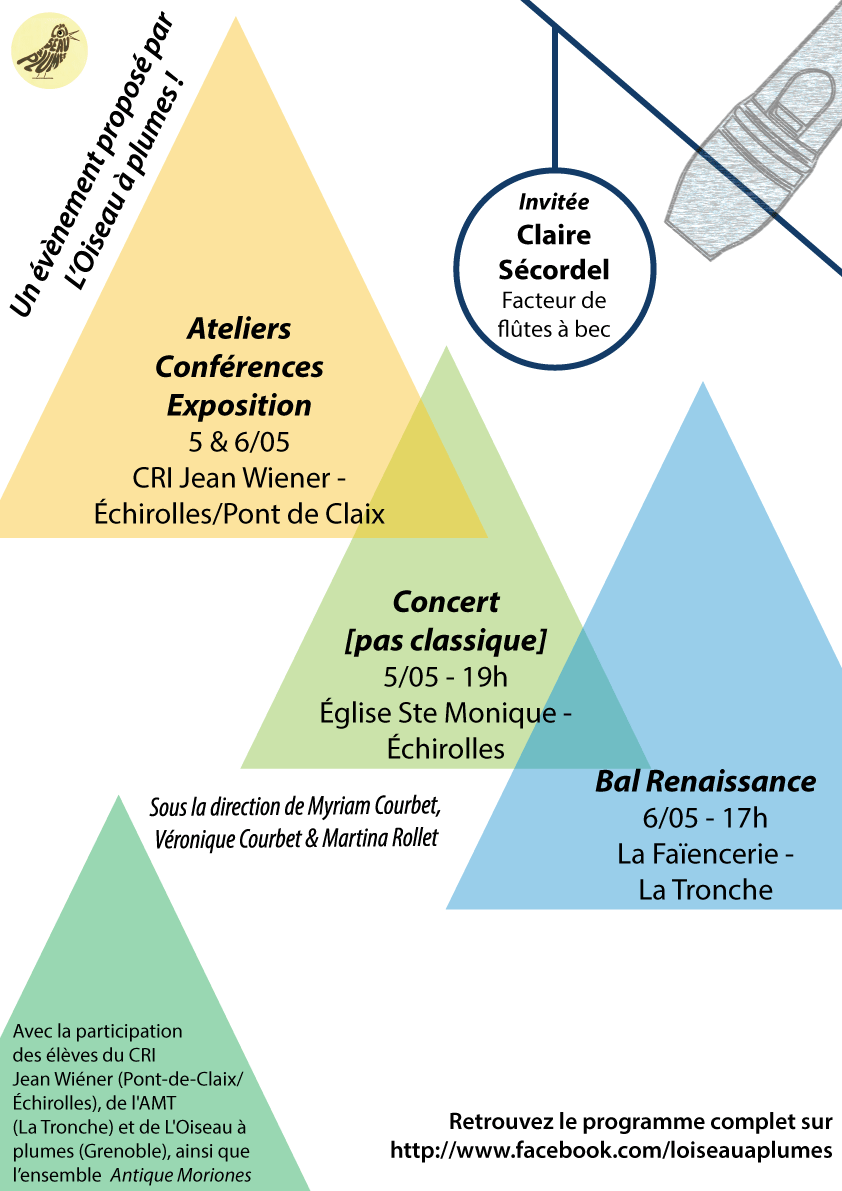 OISEAU
PLUMES
Un évènement proposé par
L'Oiseau à plumes !
Invitée
Claire
Sécordel
Facteur de
flûtes à bec
Ateliers
Conférences
Exposition
5 & 6/05
CRI Jean Wiener -
Échirolles/Pont de Claix
Concert
[pas classique]
5/05 - 19h
Église Ste Monique -
Échirolles
Bal Renaissance
6/05 - 17h
La Faïencerie -
La Tronche
Sous la direction de Myriam Courbet,
Véronique Courbet & Martina Rollet
Avec la participation
des élèves du CRI
Jean Wiéner (Pont-de-Claix/
Échirolles), de l'AMT
(La Tronche) et de L'Oiseau à
plumes (Grenoble), ainsi que
l'ensemble Antique Moriones
Retrouvez le programme complet sur
http://www.facebook.com/loiseauaplumes